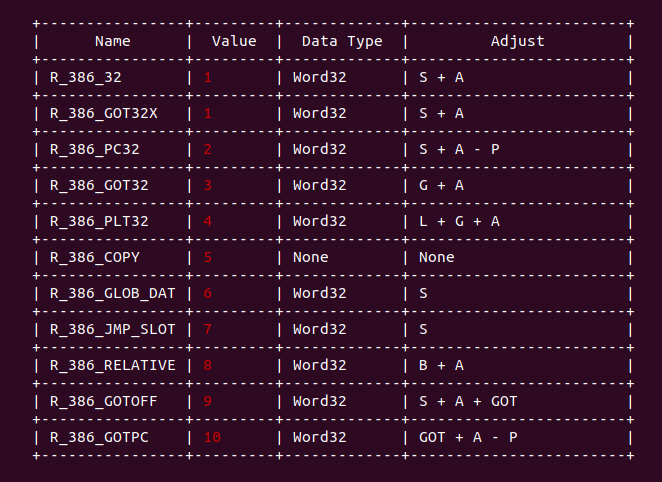 +----------------+---------+-------------+------------------------+
|      Name      |  Value  |  Data Type  |         Adjust         |
+----------------+---------+-------------+------------------------+
| R_386_32       | 1       | Word32      | S + A                  |
+----------------+---------+-------------+------------------------+
| R_386_GOT32X   | 1       | Word32      | S + A                  |
+----------------+---------+-------------+------------------------+
| R_386_PC32     | 2       | Word32      | S + A - P              |
+----------------+---------+-------------+------------------------+
| R_386_GOT32    | 3       | Word32      | G + A                  |
+----------------+---------+-------------+------------------------+
| R_386_PLT32    | 4       | Word32      | L + G + A              |
+----------------+---------+-------------+------------------------+
| R_386_COPY     | 5       | None        | None                   |
+----------------+---------+-------------+------------------------+
| R_386_GLOB_DAT | 6       | Word32      | S                      |
+----------------+---------+-------------+------------------------+
| R_386_JMP_SLOT | 7       | Word32      | S                      |
+----------------+---------+-------------+------------------------+
| R_386_RELATIVE | 8       | Word32      | B + A                  |
+----------------+---------+-------------+------------------------+
| R_386_GOTOFF   | 9       | Word32      | S + A + GOT            |
+----------------+---------+-------------+------------------------+
| R_386_GOTPC    | 10      | Word32      | GOT + A - P            |
+----------------+---------+-------------+------------------------+